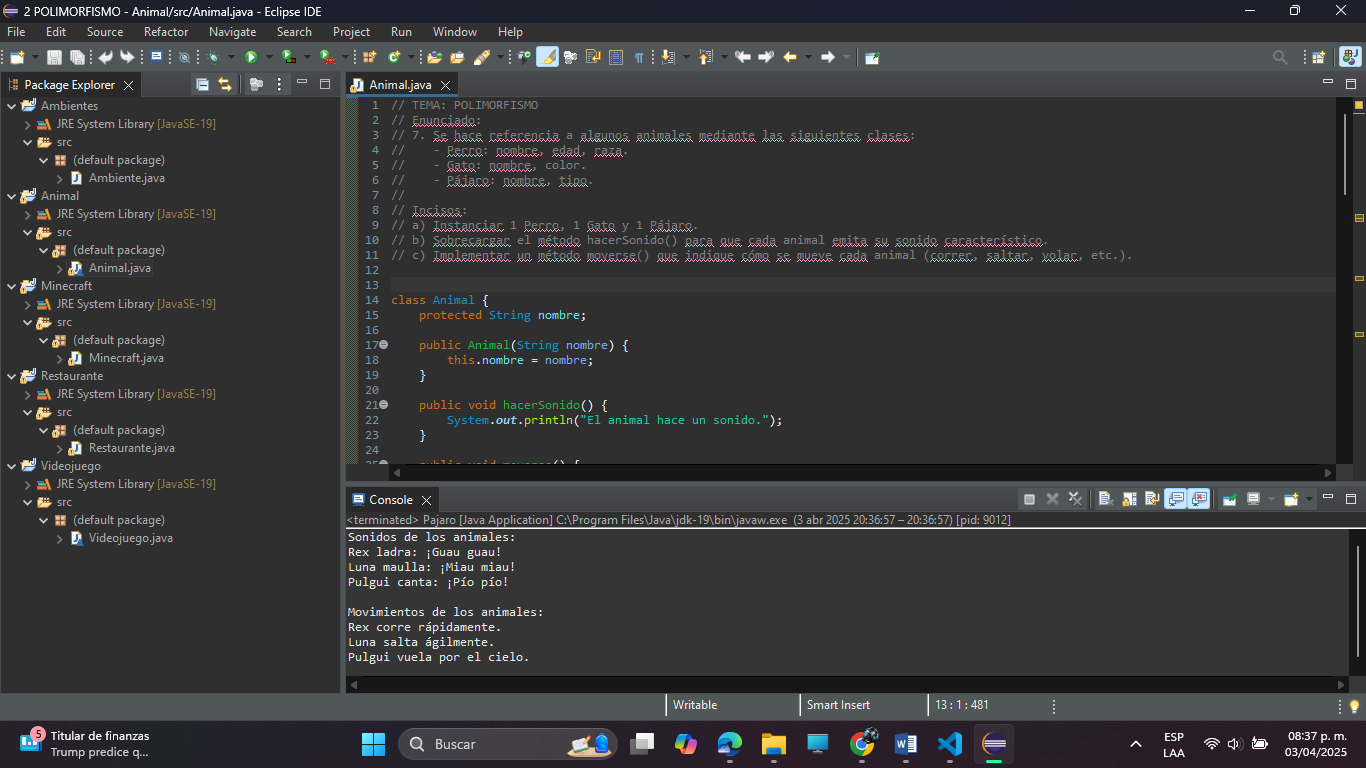 2 POLIMORFISMO - Animal/src/Animal.java - Eclipse IDE
File Edit Source Refactor Navigate Search Project Run Window Help
Package Explorer
Ambientes
JRE System Library [JavaSE-19]
src
(default package)
Ambiente.java
Animal
JRE System Library [JavaSE-19]
src
(default package)
Animal.java
Minecraft
JRE System Library [JavaSE-19]
src
(default package)
Minecraft.java
Restaurante
JRE System Library [JavaSE-19]
src
(default package)
Restaurante.java
Videojuego
JRE System Library [JavaSE-19]
src
(default package)
Videojuego.java
Animal.java
1 // TEMA: POLIMORFISMO
2 // Enunciado:
3 // 7. Se hace referencia a algunos animales mediante las siguientes clases:
4 //    - Perro: nombre, edad, raza.
5 //    - Gato: nombre, color.
6 //    - Pájaro: nombre, tipo.
7 //
8 // Incisos:
9 // a) Instanciar 1 Perro, 1 Gato y 1 Pájaro.
10 // b) Sobrecargar el método hacerSonido() para que cada animal emita su sonido característico.
11 // c) Implementar un método moverse() que indique cómo se mueve cada animal (correr, saltar, volar, etc.).
12
13
14 class Animal {
15     protected String nombre;
16
17     public Animal(String nombre) {
18         this.nombre = nombre;
19     }
20
21     public void hacerSonido() {
22         System.out.println("El animal hace un sonido.");
23     }
24
25     public void moverse() {
Console
<terminated> Pajaro [Java Application] C:\Program Files\Java\jdk-19\bin\javaw.exe (3 abr 2025 20:36:57 – 20:36:57) [pid: 9012]
Sonidos de los animales:
Rex ladra: ¡Guau guau!
Luna maulla: ¡Miau miau!
Pulgui canta: ¡Pío pío!
Movimientos de los animales:
Rex corre rápidamente.
Luna salta ágilmente.
Pulgui vuela por el cielo.
Writable Smart Insert 13 : 1 : 481
5
Titular de finanzas
Trump predice q...
Buscar
ESP
LAA
08:37 p. m.
03/04/2025